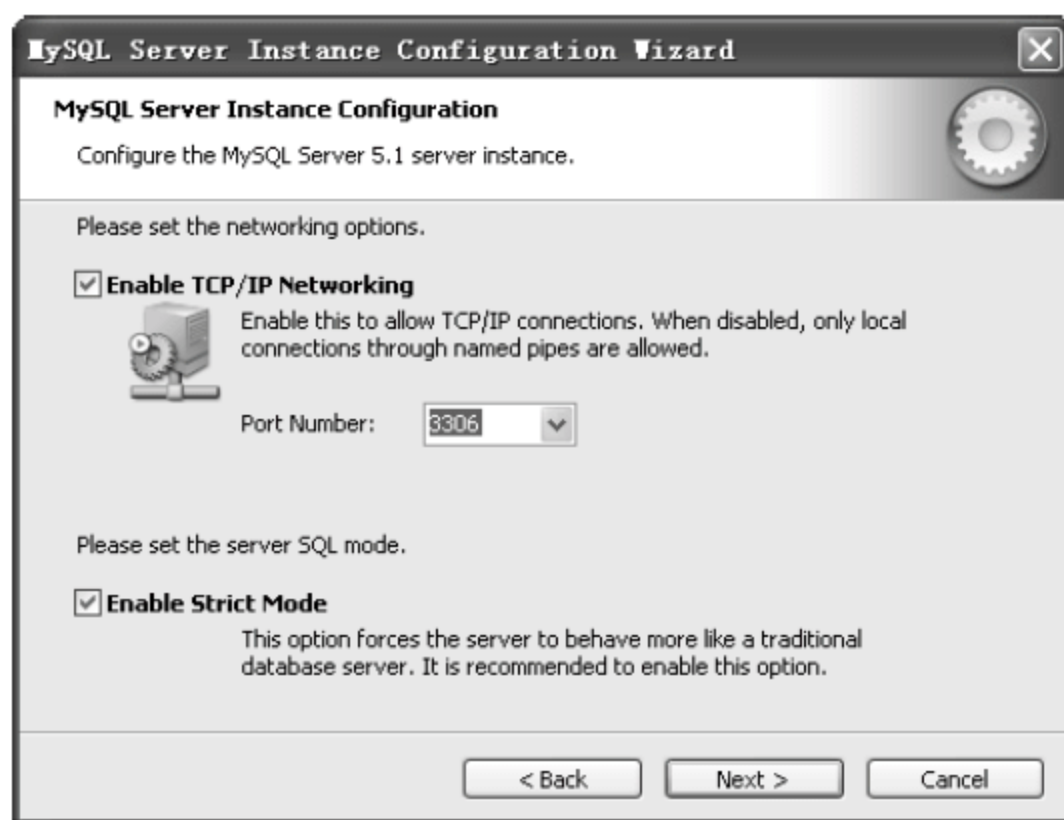 MySQL Server Instance Configuration Wizard
MySQL Server Instance Configuration
Configure the MySQL Server 5.1 server instance.
Please set the networking options.
Enable TCP/IP Networking
Enable this to allow TCP/IP connections. When disabled, only local
connections through named pipes are allowed.
Port Number: 3306
Please set the server SQL mode.
Enable Strict Mode
This option forces the server to behave more like a traditional
database server. It is recommended to enable this option.
< Back Next > Cancel